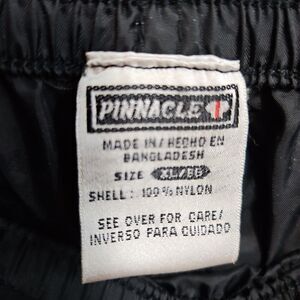 PINNACLE
MADE IN/HECHO EN
BANGLADESH
SIZE XL/EG
SHELL: 100% NYLON
SEE OVER FOR CARE/
INVERSO PARA CUIDADO